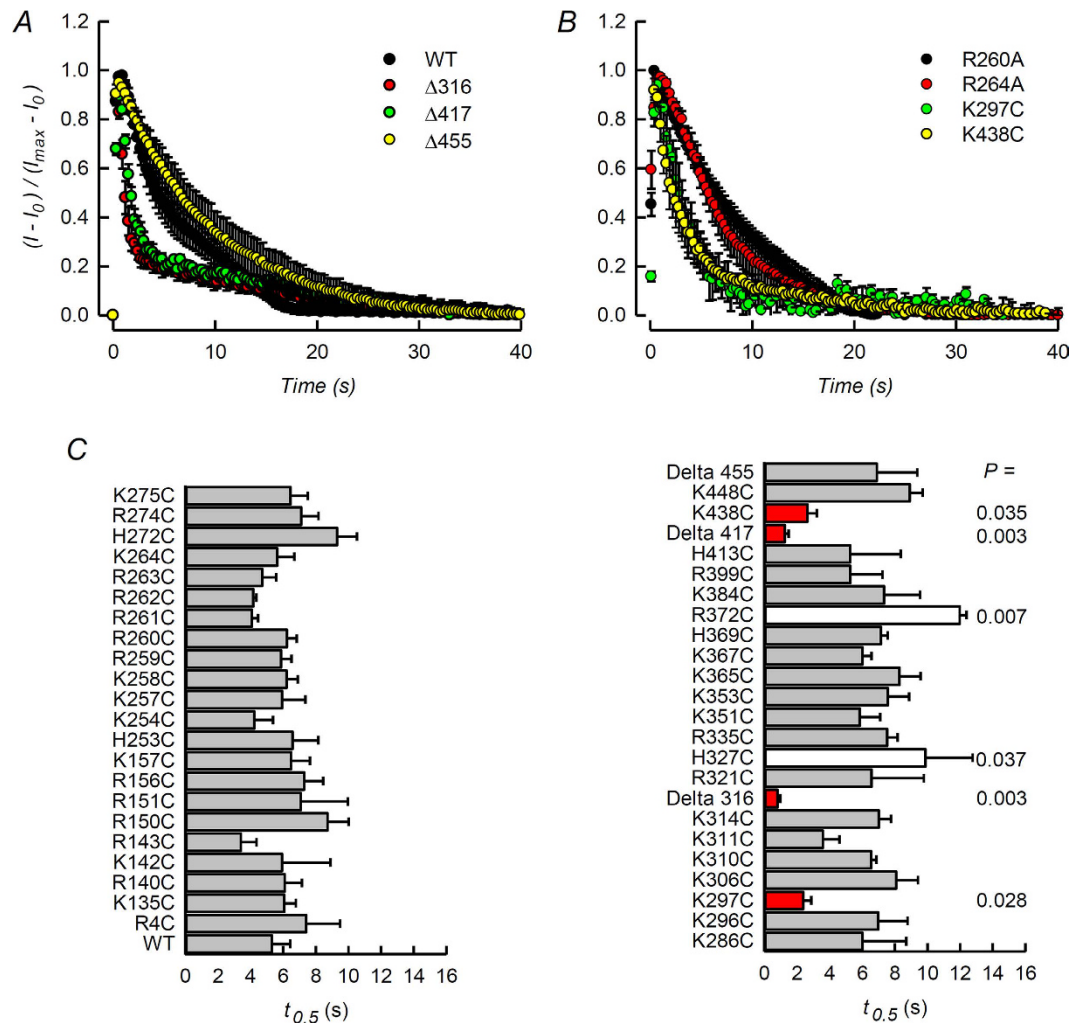 A
1.2
1.0
0.8
0.6
0.4
0.2
0.0
(I - I0) / (Imax - I0)
WT
Δ316
Δ417
Δ455
0 10 20 30 40
Time (s)
B
1.2
1.0
0.8
0.6
0.4
0.2
0.0
R260A
R264A
K297C
K438C
0 10 20 30 40
Time (s)
C
K275C
R274C
H272C
K264C
R263C
R262C
R261C
R260C
R259C
K258C
K257C
K254C
H253C
K157C
R156C
R151C
R150C
R143C
K142C
R140C
K135C
R4C
WT
0 2 4 6 8 10 12 14 16
t0.5 (s)
P =
Delta 455
K448C
K438C 0.035
Delta 417 0.003
H413C
R399C
K384C
R372C 0.007
H369C
K367C
K365C
K353C
K351C
R335C
H327C 0.037
R321C
Delta 316 0.003
K314C
K311C
K310C
K306C
K297C 0.028
K296C
K286C
0 2 4 6 8 10 12 14 16
t0.5 (s)